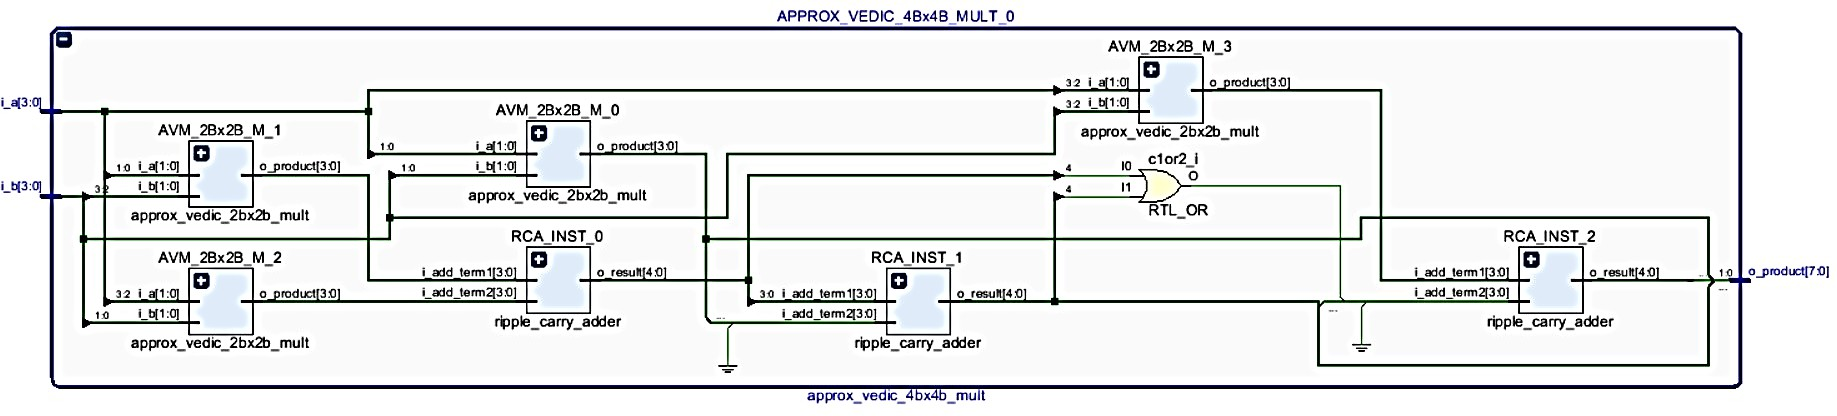 APPROX_VEDIC_4Bx4B_MULT_0
i_a[3:0]
i_b[3:0]
AVM_2Bx2B_M_1
1:0 i_a[1:0]
3:2 i_b[1:0]
o_product[3:0]
approx_vedic_2bx2b_mult
AVM_2Bx2B_M_2
3:2 i_a[1:0]
1:0 i_b[1:0]
o_product[3:0]
approx_vedic_2bx2b_mult
AVM_2Bx2B_M_0
1:0 i_a[1:0]
1:0 i_b[1:0]
o_product[3:0]
approx_vedic_2bx2b_mult
RCA_INST_0
i_add_term1[3:0]
i_add_term2[3:0]
o_result[4:0]
ripple_carry_adder
RCA_INST_1
3:0 i_add_term1[3:0]
... i_add_term2[3:0]
o_result[4:0]
ripple_carry_adder
AVM_2Bx2B_M_3
3:2 i_a[1:0]
3:2 i_b[1:0]
o_product[3:0]
approx_vedic_2bx2b_mult
c1or2_i
4 I0
4 I1
O
RTL_OR
RCA_INST_2
i_add_term1[3:0]
... i_add_term2[3:0]
o_result[4:0]
ripple_carry_adder
... 1:0 o_product[7:0]
...
approx_vedic_4bx4b_mult